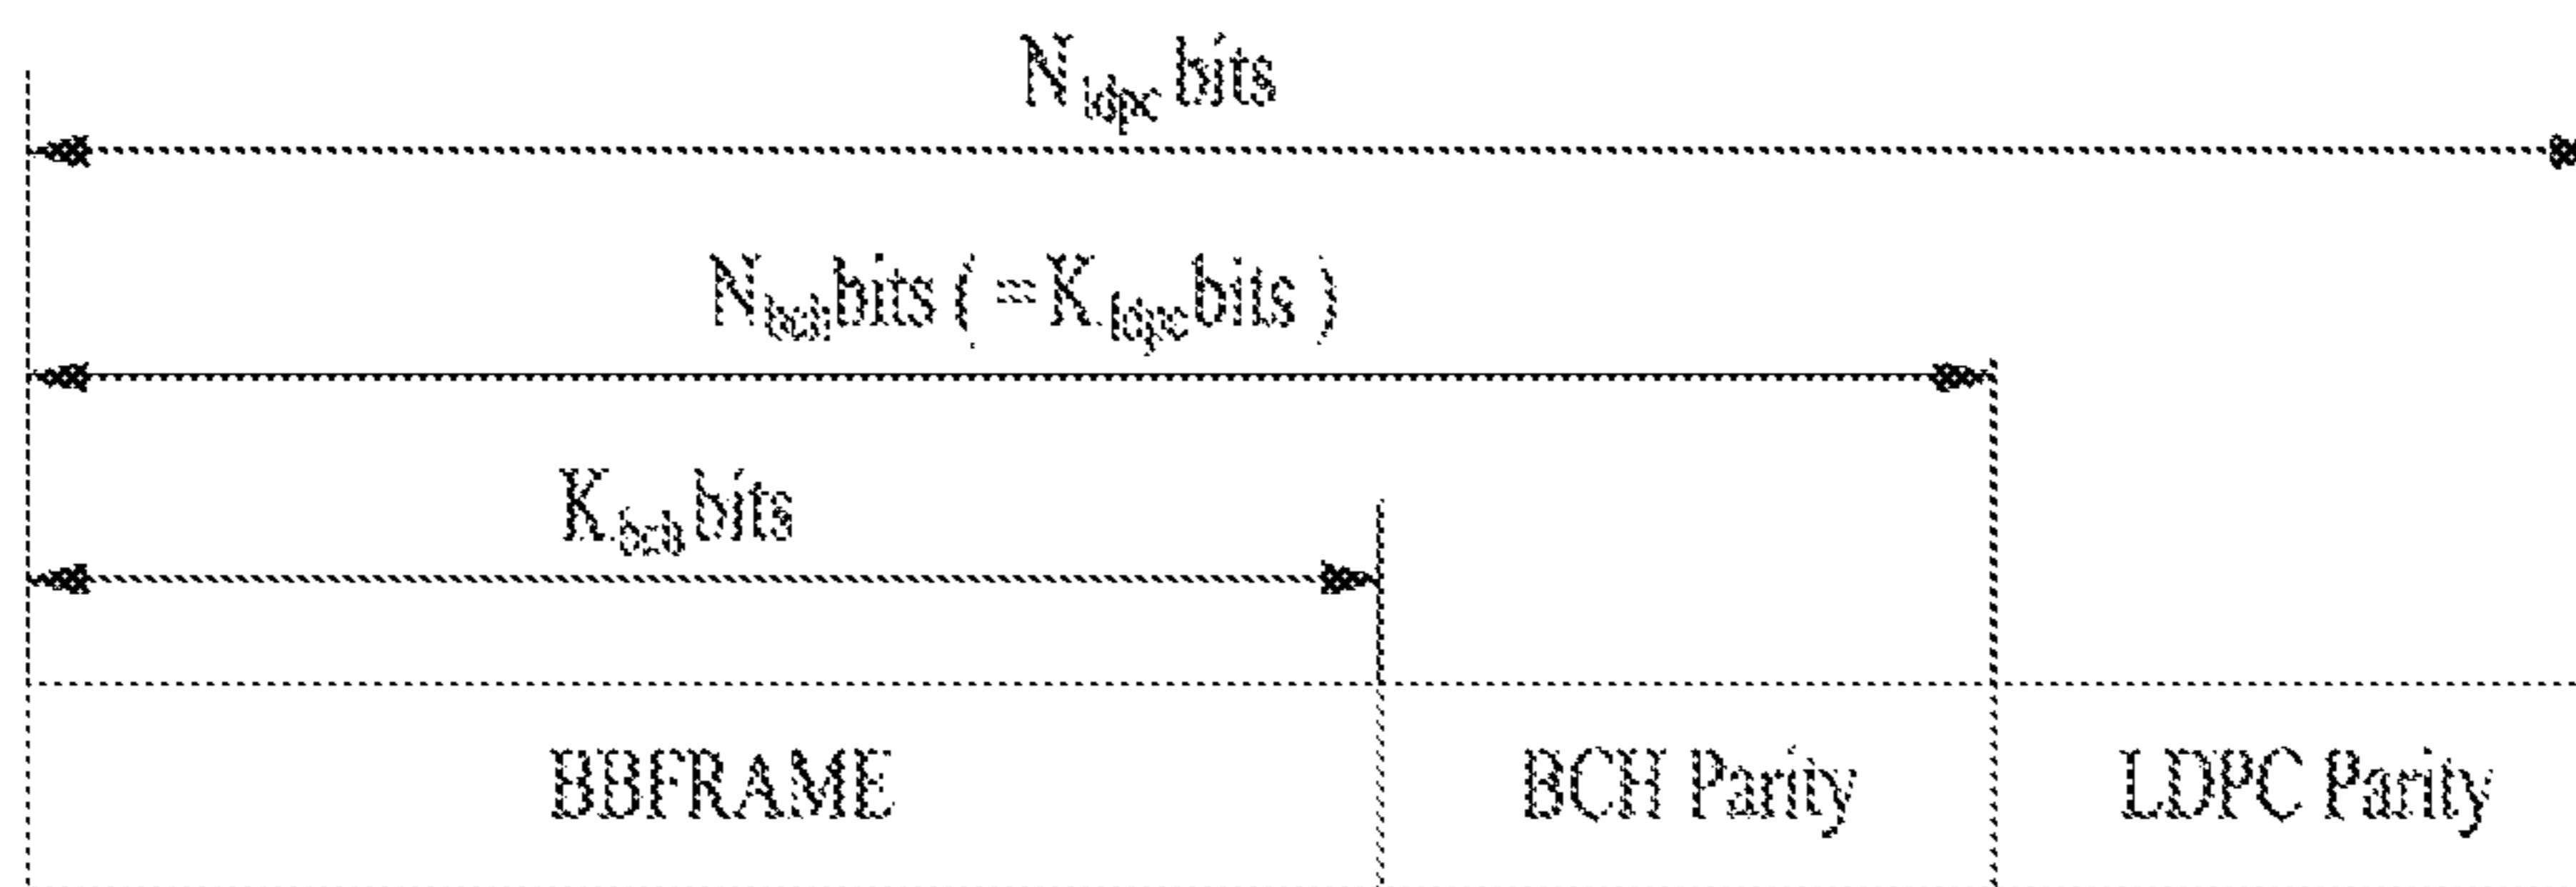 N ldpc bits
N bch bits ( = K ldpc bits )
K bch bits
BBFRAME BCH Parity LDPC Parity